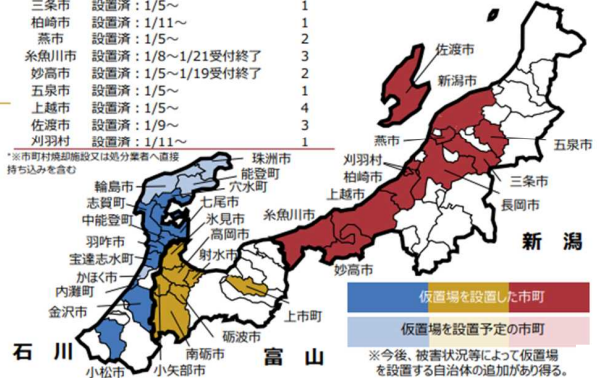 三条市 設置済：1/5～ 1
柏崎市 設置済：1/11～ 1
燕市 設置済：1/5～ 2
糸魚川市 設置済：1/8～1/21受付終了 3
妙高市 設置済：1/5～1/19受付終了 2
五泉市 設置済：1/5～ 1
上越市 設置済：1/5～ 4
佐渡市 設置済：1/9～ 3
刈羽村 設置済：1/11～ 1
*※市町村焼却施設又は処分業者へ直接
持ち込みを含む
佐渡市
新潟市
燕市
五泉市
刈羽村
柏崎市
三条市
上越市
長岡市
糸魚川市
妙高市
新潟
珠洲市
能登町
輪島市
穴水町
志賀町
七尾市
中能登町
氷見市
高岡市
羽咋市
射水市
宝達志水町
かほく市
内灘町
金沢市
上市町
砺波市
南砺市
小矢部市
小松市
石川
富山
仮置場を設置した市町
仮置場を設置予定の市町
※今後、被害状況等によって仮置場
を設置する自治体の追加があり得る。